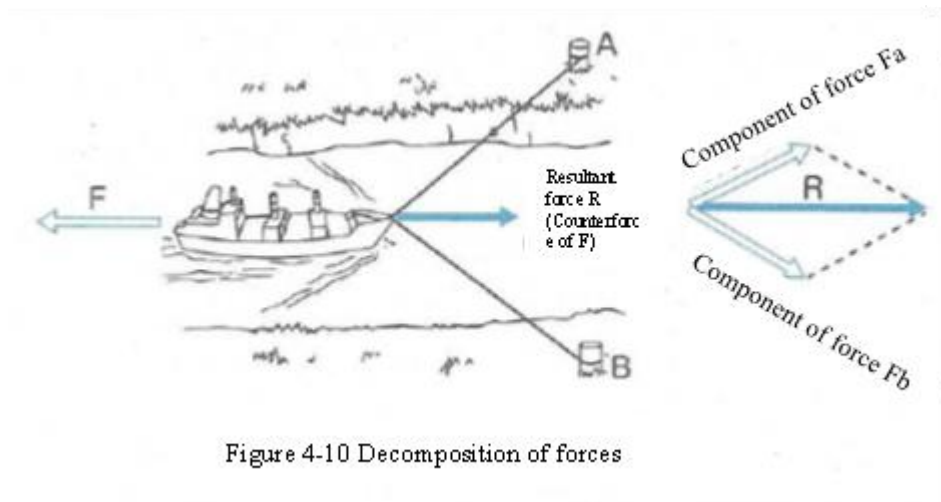 A
Component of force Fa
F
Resultant
force R
(Counterforc
e of F)
R
Component of force Fb
B
Figure 4-10 Decomposition of forces